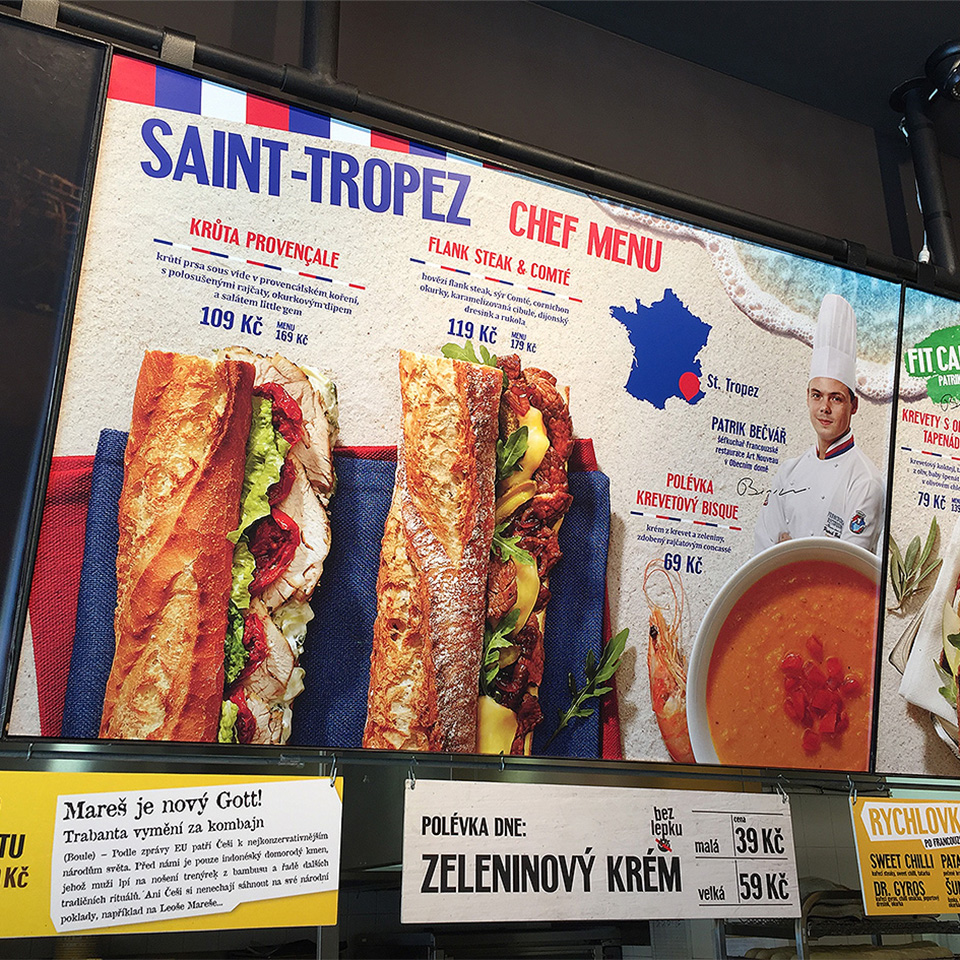 SAINT-TROPEZ
CHEF MENU
KRŮTA PROVENÇALE
krůtí prsa sous vide v provencálském koření,
s polosušenými rajčaty, okurkovým dipem
a salátem little gem
109 Kč
MENU
169 Kč
FLANK STEAK & COMTÉ
hovězí flank steak, sýr Comté, cornichon
okurky, karamelizovaná cibule, dijonský
dresink a rukola
119 Kč
MENU
179 Kč
St. Tropez
PATRIK BEČVÁŘ
šéfkuchař Francouzské
restaurace Art Nouveau
v Obecním domě
POLÉVKA
KREVETOVÝ BISQUE
krém z krevet a zeleniny,
zdobený rajčatovým concassé
69 Kč
FIT
PATRIK
KREVETY S
79 Kč
MENU
TU
Kč
Mareš je nový Gott!
Trabanta vymění za kombajn
(Boule) – Podle zprávy EU patří Češi k nejkonzervativnějším
národům světa. Před námi je pouze indonéský domorodý kmen,
jehož muži lpí na nošení trenýrek z bambusu a řadě dalších
tradičních rituálů. Ani Češi si nenechají sáhnout na své národní
poklady, například na Leoše Mareše...
POLÉVKA DNE:
ZELENINOVÝ KRÉM
bez
lepku
cena
malá 39 Kč
velká 59 Kč
RYCHLOVK
PO FRANCOUZ
SWEET CHILLI
DR. GYROS